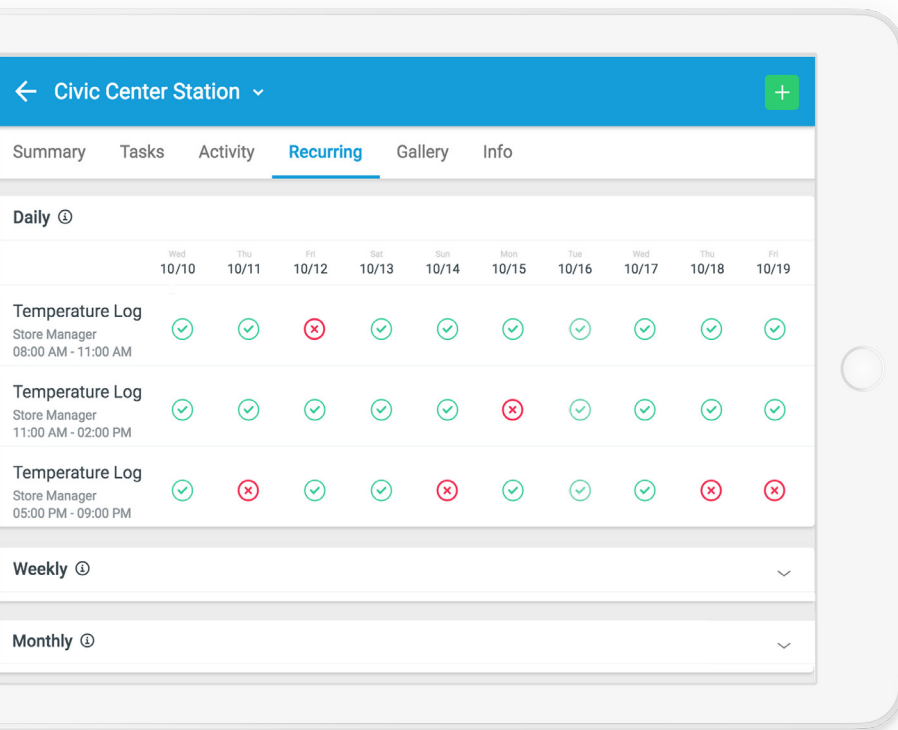 Civic Center Station
Summary Tasks Activity Recurring Gallery Info
Daily
Wed Thu Fri Sat Sun Mon Tue Wed Thu Fri
10/10 10/11 10/12 10/13 10/14 10/15 10/16 10/17 10/18 10/19
Temperature Log
Store Manager
08:00 AM - 11:00 AM
Temperature Log
Store Manager
11:00 AM - 02:00 PM
Temperature Log
Store Manager
05:00 PM - 09:00 PM
Weekly
Monthly